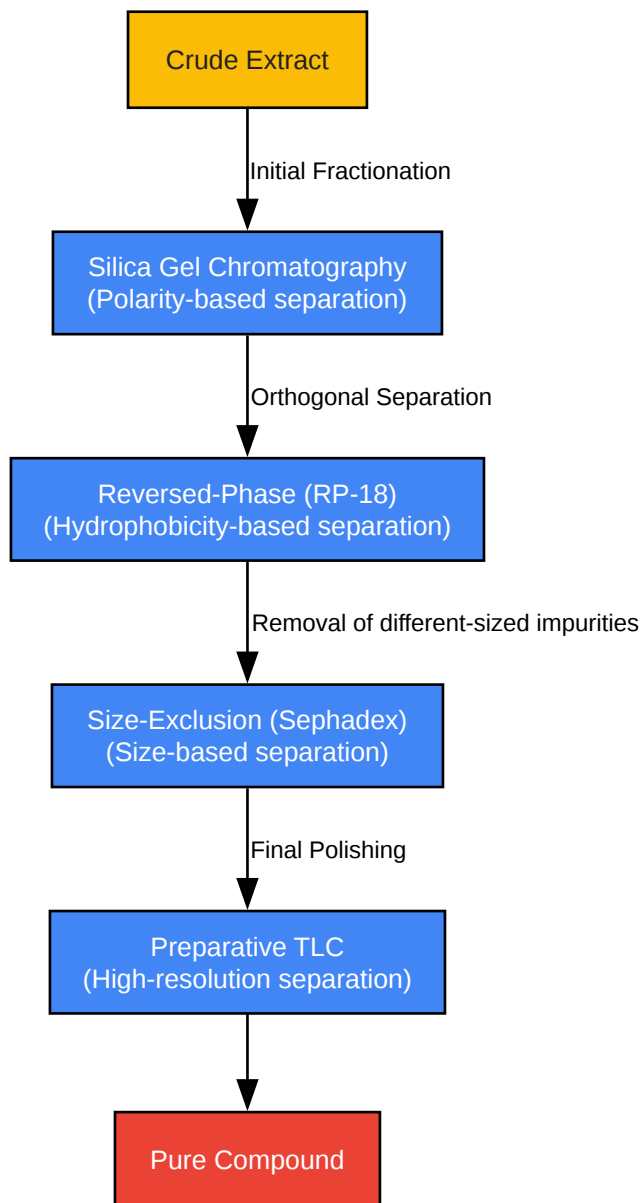 Crude Extract
Initial Fractionation
Silica Gel Chromatography
(Polarity-based separation)
Orthogonal Separation
Reversed-Phase (RP-18)
(Hydrophobicity-based separation)
Removal of different-sized impurities
Size-Exclusion (Sephadex)
(Size-based separation)
Final Polishing
Preparative TLC
(High-resolution separation)
Pure Compound